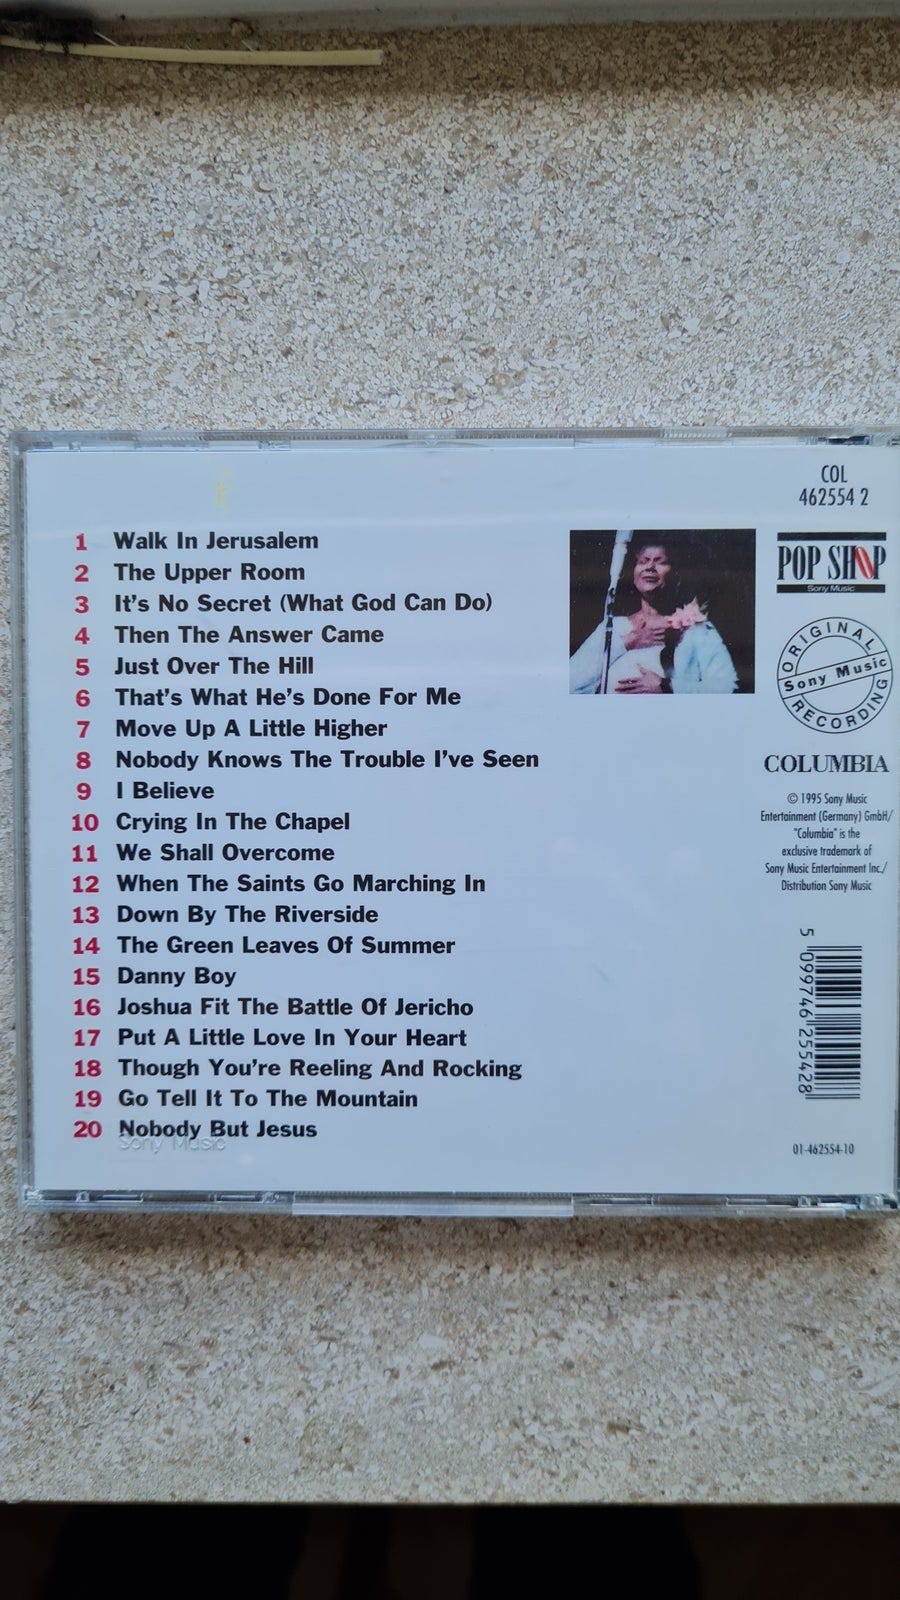 COL
462554 2
1 Walk In Jerusalem
2 The Upper Room
3 It's No Secret (What God Can Do)
4 Then The Answer Came
5 Just Over The Hill
6 That's What He's Done For Me
7 Move Up A Little Higher
8 Nobody Knows The Trouble I've Seen
9 I Believe
10 Crying In The Chapel
11 We Shall Overcome
12 When The Saints Go Marching In
13 Down By The Riverside
14 The Green Leaves Of Summer
15 Danny Boy
16 Joshua Fit The Battle Of Jericho
17 Put A Little Love In Your Heart
18 Though You're Reeling And Rocking
19 Go Tell It To The Mountain
20 Nobody But Jesus
Sony Music
POP SHOP
Sony Music
ORIGINAL
Sony Music
RECORDING
COLUMBIA
© 1995 Sony Music
Entertainment (Germany) GmbH/
"Columbia" is the
exclusive trademark of
Sony Music Entertainment Inc./
Distribution Sony Music
5 099746 255428
01-462554-10